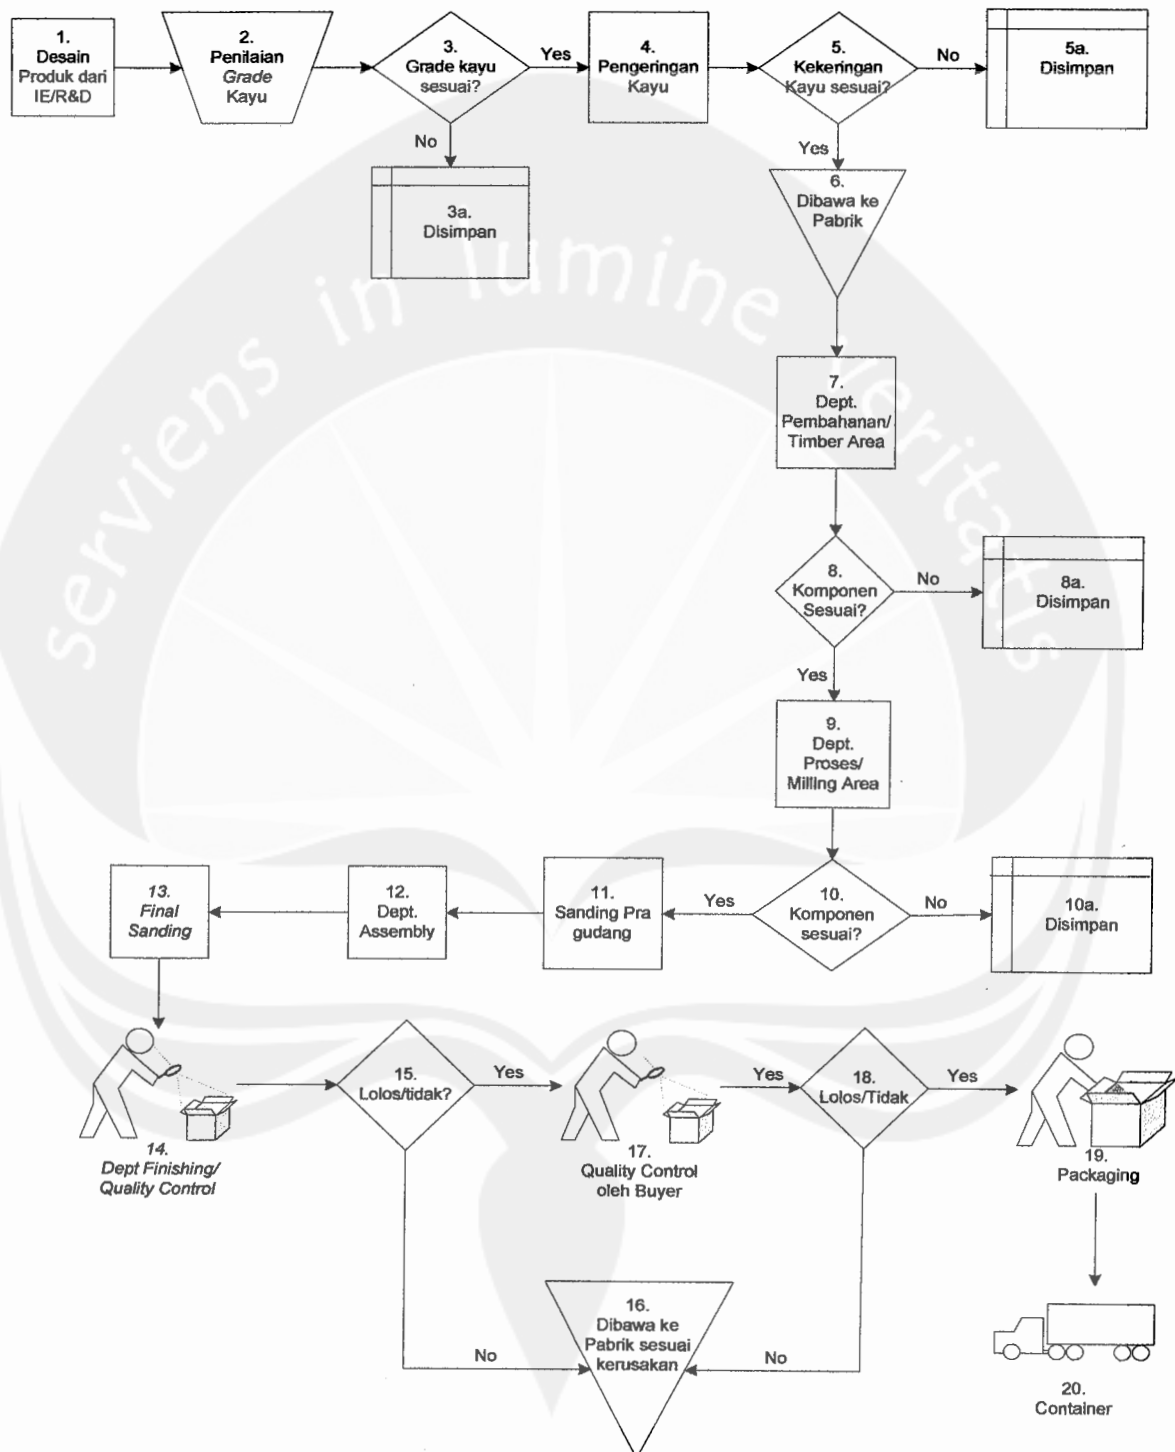 1.
Desain
Produk dari
IE/R&D
2.
Penilaian
Grade
Kayu
3.
Grade kayu
sesuai?
Yes
4.
Pengeringan
Kayu
5.
Kekeringan
Kayu sesuai?
No
5a.
Disimpan
No
3a.
Disimpan
Yes
6.
Dibawa ke
Pabrik
serviens in lumine veritatis
7.
Dept.
Pembahanan/
Timber Area
8.
Komponen
Sesuai?
No
8a.
Disimpan
Yes
9.
Dept.
Proses/
Milling Area
13.
Final
Sanding
12.
Dept.
Assembly
11.
Sanding Pra
gudang
Yes
10.
Komponen
sesuai?
No
10a.
Disimpan
14.
Dept Finishing/
Quality Control
15.
Lolos/tidak?
Yes
17.
Quality Control
oleh Buyer
Yes
18.
Lolos/Tidak
Yes
19.
Packaging
No
16.
Dibawa ke
Pabrik sesuai
kerusakan
No
20.
Container